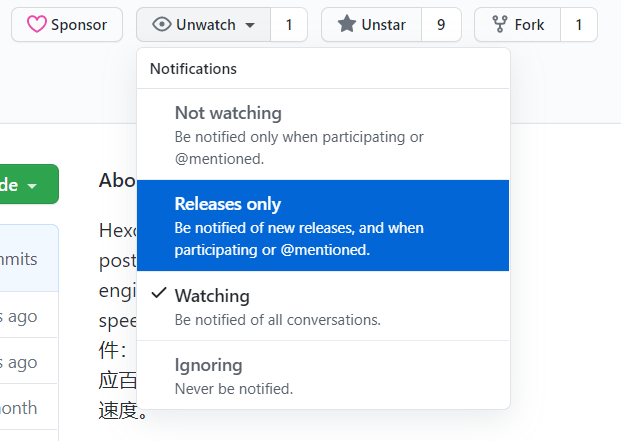 Sponsor
Unwatch
1
Unstar
9
Fork
1
Notifications
Not watching
Be notified only when participating or
@mentioned.
Releases only
Be notified of new releases, and when
participating or @mentioned.
Watching
Be notified of all conversations.
Ignoring
Never be notified.
de
Abo
Hexo
mmits
post
engi
s ago
spee
件：
s ago
应百
month
速度。